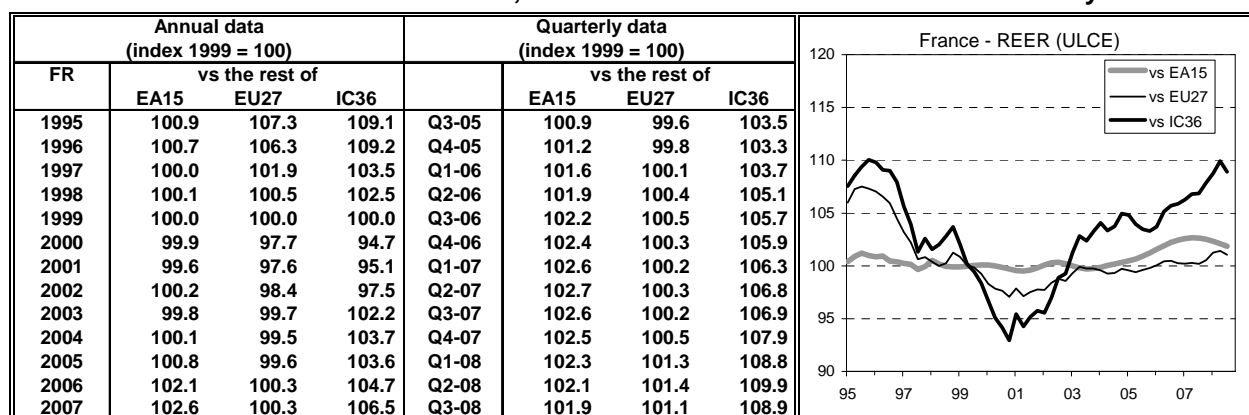 Annual data Quarterly data
(index 1999 = 100) (index 1999 = 100)
FR vs the rest of vs the rest of
EA15 EU27 IC36 EA15 EU27 IC36
1995 100.9 107.3 109.1 Q3-05 100.9 99.6 103.5
1996 100.7 106.3 109.2 Q4-05 101.2 99.8 103.3
1997 100.0 101.9 103.5 Q1-06 101.6 100.1 103.7
1998 100.1 100.5 102.5 Q2-06 101.9 100.4 105.1
1999 100.0 100.0 100.0 Q3-06 102.2 100.5 105.7
2000 99.9 97.7 94.7 Q4-06 102.4 100.3 105.9
2001 99.6 97.6 95.1 Q1-07 102.6 100.2 106.3
2002 100.2 98.4 97.5 Q2-07 102.7 100.3 106.8
2003 99.8 99.7 102.2 Q3-07 102.6 100.2 106.9
2004 100.1 99.5 103.7 Q4-07 102.5 100.5 107.9
2005 100.8 99.6 103.6 Q1-08 102.3 101.3 108.8
2006 102.1 100.3 104.7 Q2-08 102.1 101.4 109.9
2007 102.6 100.3 106.5 Q3-08 101.9 101.1 108.9
France - REER (ULCE)
vs EA15
vs EU27
vs IC36
120
115
110
105
100
95
90
95 97 99 01 03 05 07